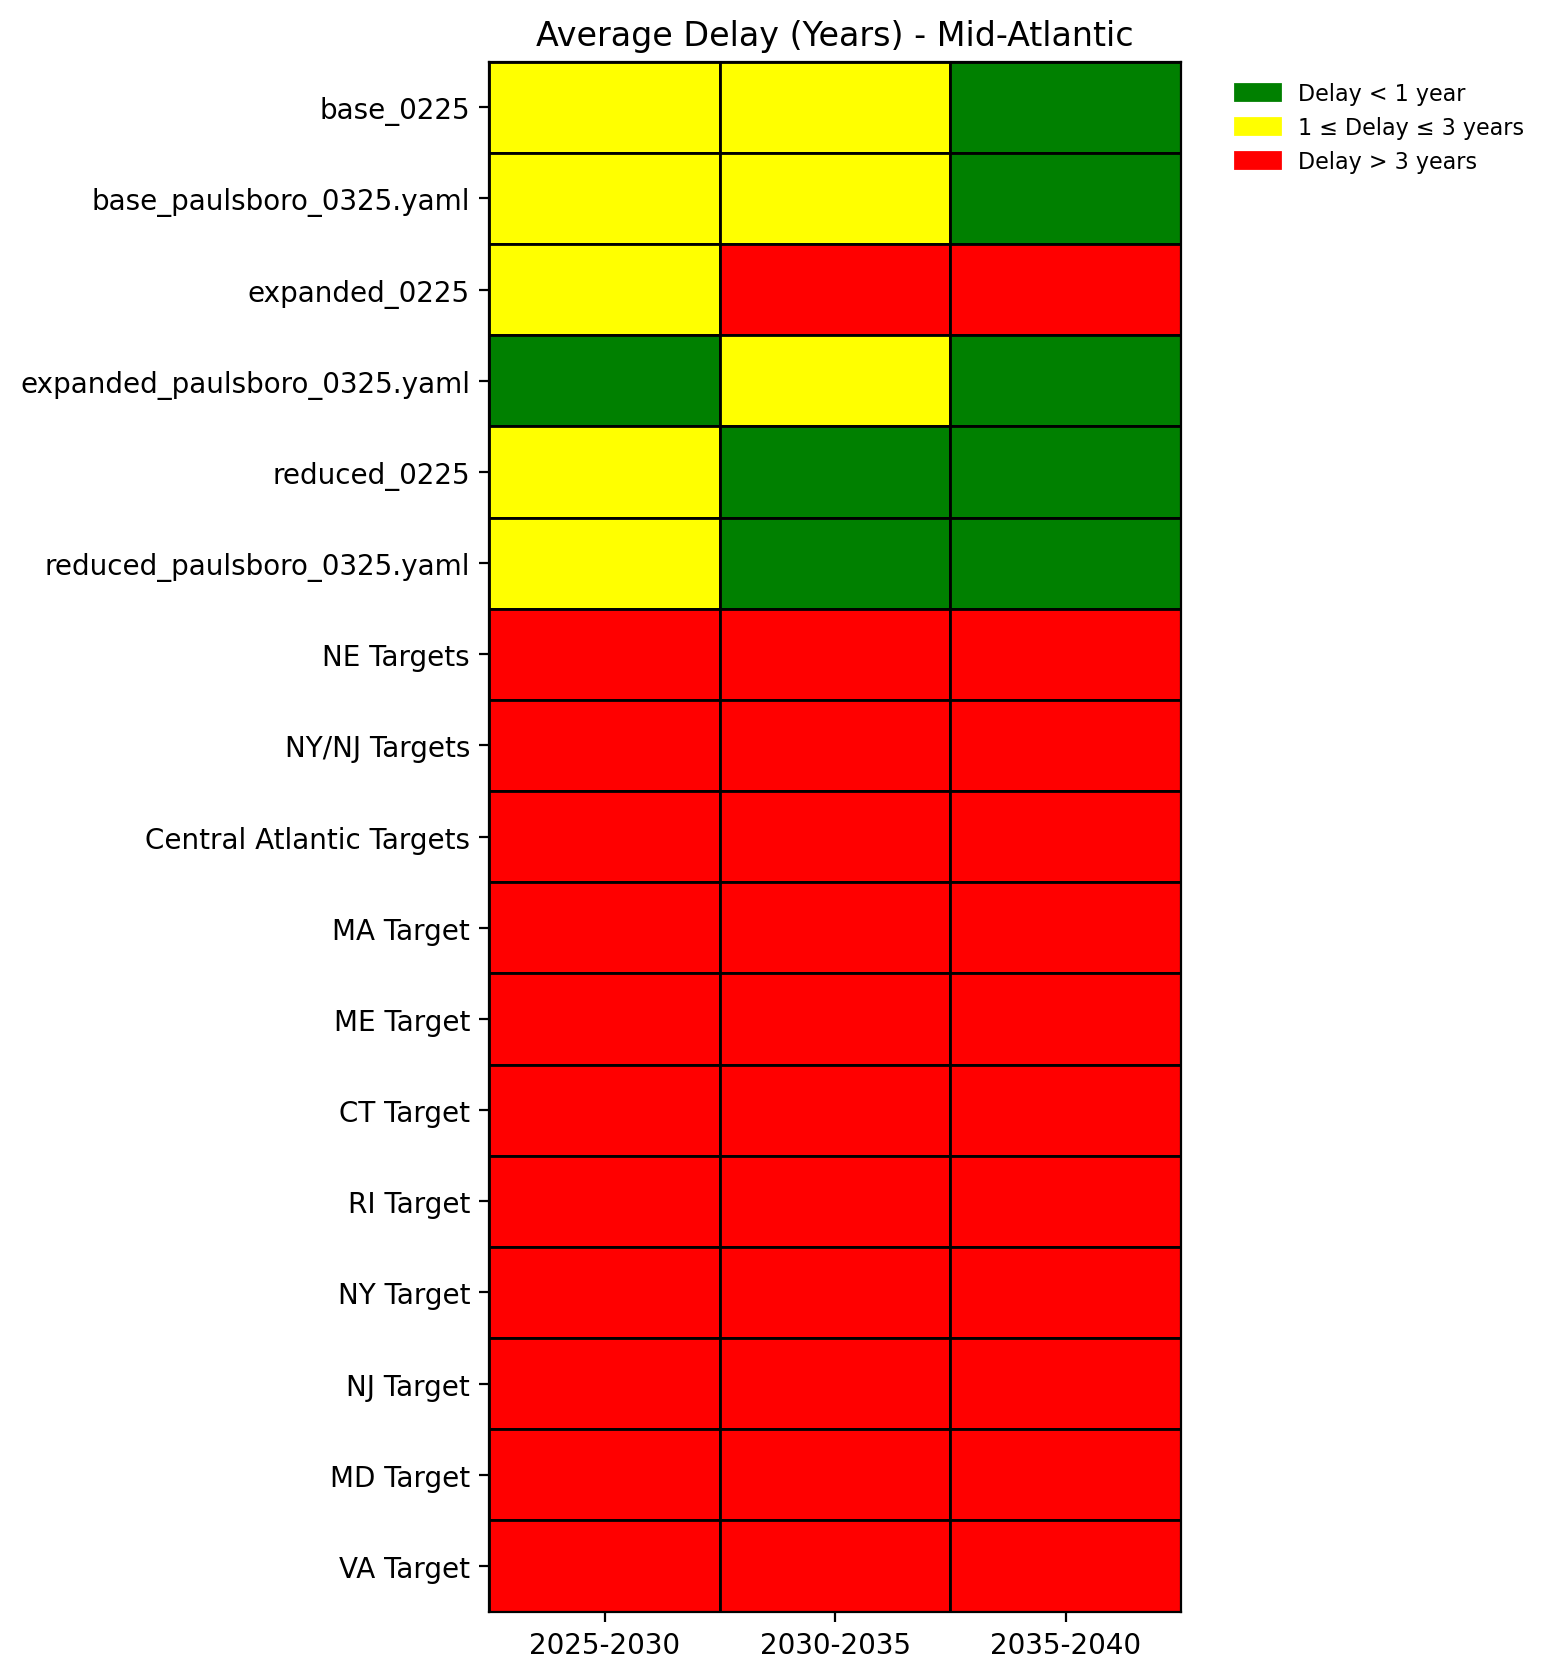 Average Delay (Years) - Mid-Atlantic
Delay < 1 year
1 ≤ Delay ≤ 3 years
Delay > 3 years
base_0225
base_paulsboro_0325.yaml
expanded_0225
expanded_paulsboro_0325.yaml
reduced_0225
reduced_paulsboro_0325.yaml
NE Targets
NY/NJ Targets
Central Atlantic Targets
MA Target
ME Target
CT Target
RI Target
NY Target
NJ Target
MD Target
VA Target
2025-2030
2030-2035
2035-2040